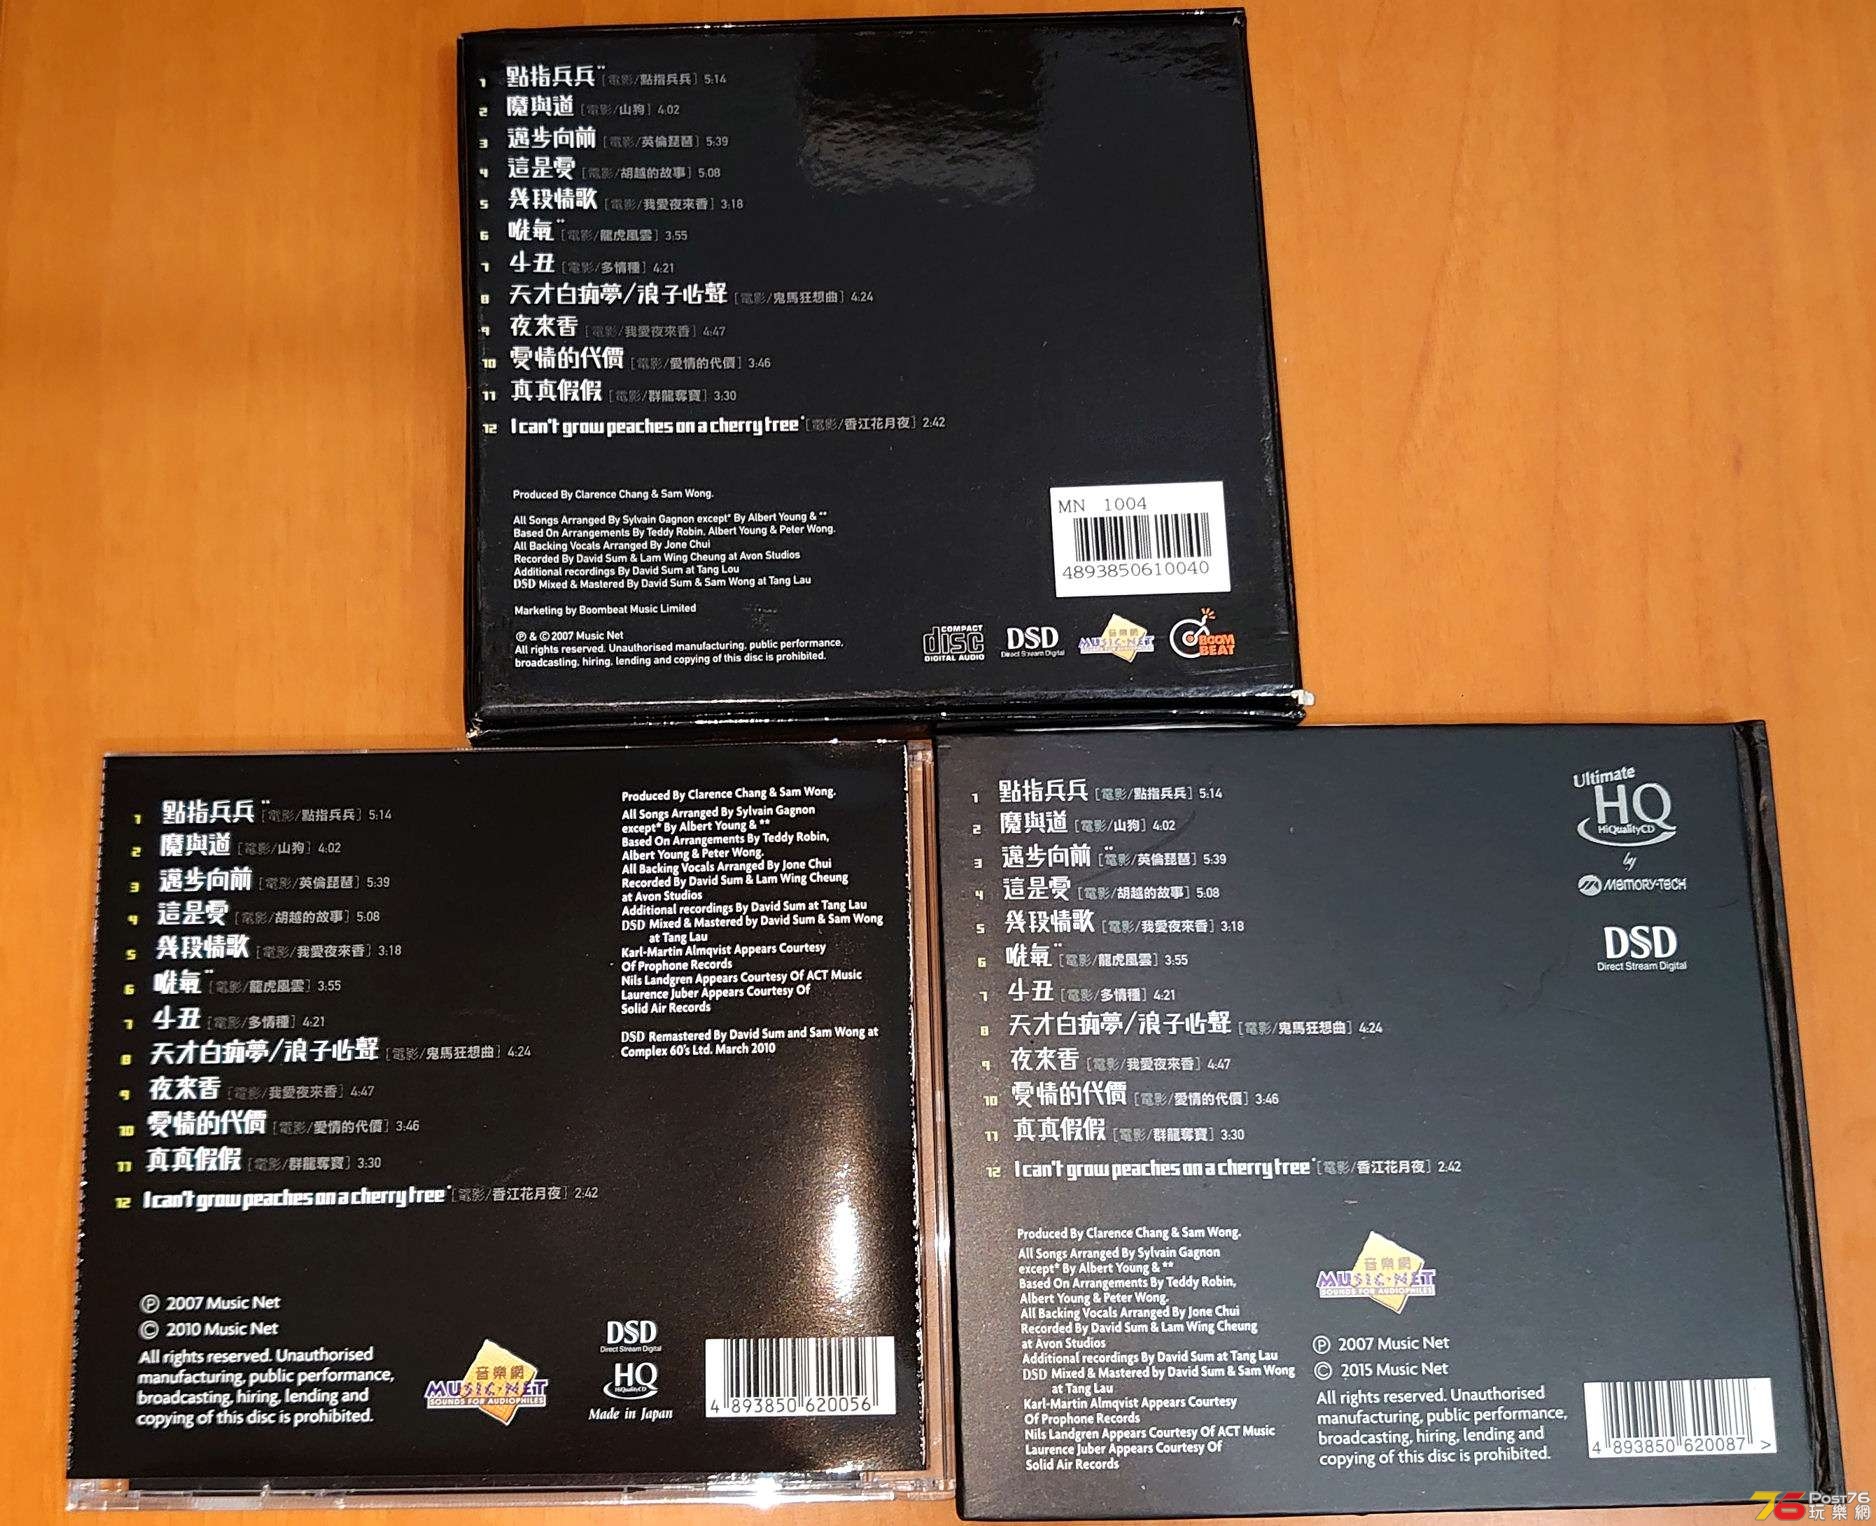 1 點指兵兵** [電影/點指兵兵] 5:14
2 魔與道 [電影/山狗] 4:02
3 邁步向前 [電影/英倫琵琶] 5:39
4 這是愛 [電影/胡越的故事] 5:08
5 幾段情歌 [電影/我愛夜來香] 3:18
6 唞氣** [電影/龍虎風雲] 3:55
7 小丑 [電影/多情種] 4:21
8 天才白痴夢/浪子心聲 [電影/鬼馬狂想曲] 4:24
9 夜來香 [電影/我愛夜來香] 4:47
10 愛情的代價 [電影/愛情的代價] 3:46
11 真真假假 [電影/群龍奪寶] 3:30
12 I can't grow peaches on a cherry tree* [電影/香江花月夜] 2:42
Produced By Clarence Chang & Sam Wong.
All Songs Arranged By Sylvain Gagnon except* By Albert Young & **
Based On Arrangements By Teddy Robin, Albert Young & Peter Wong.
All Backing Vocals Arranged By Jone Chui
Recorded By David Sum & Lam Wing Cheung at Avon Studios
Additional recordings By David Sum at Tang Lou
DSD Mixed & Mastered By David Sum & Sam Wong at Tang Lau
Marketing by Boombeat Music Limited
℗ & © 2007 Music Net
All rights reserved. Unauthorised manufacturing, public performance,
broadcasting, hiring, lending and copying of this disc is prohibited.
MN 1004
4893850610040
COMPACT
disc
DIGITAL AUDIO
DSD
Direct Stream Digital
音樂網
MUSIC·NET
BOOM
BEAT
1 點指兵兵** [電影/點指兵兵] 5:14
2 魔與道 [電影/山狗] 4:02
3 邁步向前 [電影/英倫琵琶] 5:39
4 這是愛 [電影/胡越的故事] 5:08
5 幾段情歌 [電影/我愛夜來香] 3:18
6 唞氣** [電影/龍虎風雲] 3:55
7 小丑 [電影/多情種] 4:21
8 天才白痴夢/浪子心聲 [電影/鬼馬狂想曲] 4:24
9 夜來香 [電影/我愛夜來香] 4:47
10 愛情的代價 [電影/愛情的代價] 3:46
11 真真假假 [電影/群龍奪寶] 3:30
12 I can't grow peaches on a cherry tree* [電影/香江花月夜] 2:42
Produced By Clarence Chang & Sam Wong.
All Songs Arranged By Sylvain Gagnon
except* By Albert Young & **
Based On Arrangements By Teddy Robin,
Albert Young & Peter Wong.
All Backing Vocals Arranged By Jone Chui
Recorded By David Sum & Lam Wing Cheung
at Avon Studios
Additional recordings By David Sum at Tang Lau
DSD Mixed & Mastered by David Sum & Sam Wong
at Tang Lau
Karl-Martin Almqvist Appears Courtesy
Of Prophone Records
Nils Landgren Appears Courtesy Of ACT Music
Laurence Juber Appears Courtesy Of
Solid Air Records
DSD Remastered By David Sum and Sam Wong at
Complex 60's Ltd. March 2010
℗ 2007 Music Net
© 2010 Music Net
All rights reserved. Unauthorised
manufacturing, public performance,
broadcasting, hiring, lending and
copying of this disc is prohibited.
音樂網
MUSIC·NET
SOUNDS FOR AUDIOPHILES
DSD
Direct Stream Digital
HQ
HiQualityCD
Made in Japan
4 893850 620056
1 點指兵兵 [電影/點指兵兵] 5:14
2 魔與道 [電影/山狗] 4:02
3 邁步向前** [電影/英倫琵琶] 5:39
4 這是愛 [電影/胡越的故事] 5:08
5 幾段情歌 [電影/我愛夜來香] 3:18
6 唞氣** [電影/龍虎風雲] 3:55
7 小丑 [電影/多情種] 4:21
8 天才白痴夢/浪子心聲 [電影/鬼馬狂想曲] 4:24
9 夜來香 [電影/我愛夜來香] 4:47
10 愛情的代價 [電影/愛情的代價] 3:46
11 真真假假 [電影/群龍奪寶] 3:30
12 I can't grow peaches on a cherry tree* [電影/香江花月夜] 2:42
Ultimate
HQ
HiQualityCD
by
MEMORY-TECH
DSD
Direct Stream Digital
Produced By Clarence Chang & Sam Wong.
All Songs Arranged By Sylvain Gagnon
except* By Albert Young & **
Based On Arrangements By Teddy Robin,
Albert Young & Peter Wong.
All Backing Vocals Arranged By Jone Chui
Recorded By David Sum & Lam Wing Cheung
at Avon Studios
Additional recordings By David Sum at Tang Lau
DSD Mixed & Mastered by David Sum & Sam Wong
at Tang Lau
Karl-Martin Almqvist Appears Courtesy
Of Prophone Records
Nils Landgren Appears Courtesy Of ACT Music
Laurence Juber Appears Courtesy Of
Solid Air Records
音樂網
MUSIC·NET
SOUNDS FOR AUDIOPHILES
℗ 2007 Music Net
© 2015 Music Net
All rights reserved. Unauthorised
manufacturing, public performance,
broadcasting, hiring, lending and
copying of this disc is prohibited.
4 893850 620087 >
76 POST76
玩樂網